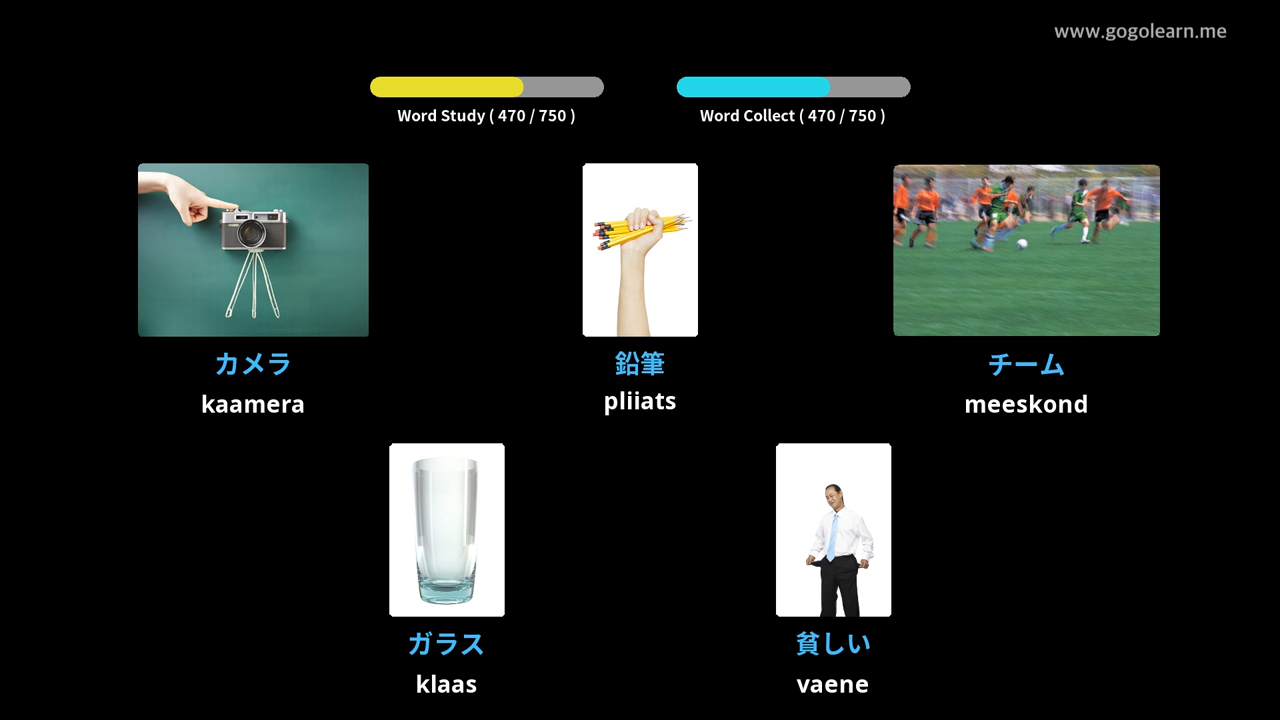 www.gogolearn.me
Word Study ( 470 / 750 )
Word Collect ( 470 / 750 )
カメラ
kaamera
鉛筆
pliiats
チーム
meeskond
ガラス
klaas
貧しい
vaene